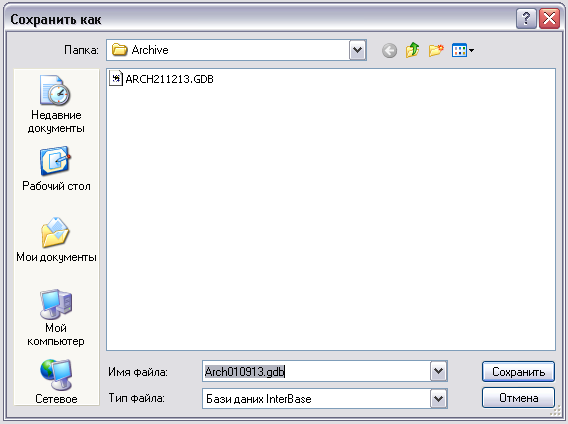 Сохранить как
?
Папка: Archive
ARCH211213.GDB
Недавние
документы
Рабочий стол
Мои документы
Мой
компьютер
Сетевое
Имя файла: Arch010913.gdb Сохранить
Тип файла: Бази даних InterBase Отмена